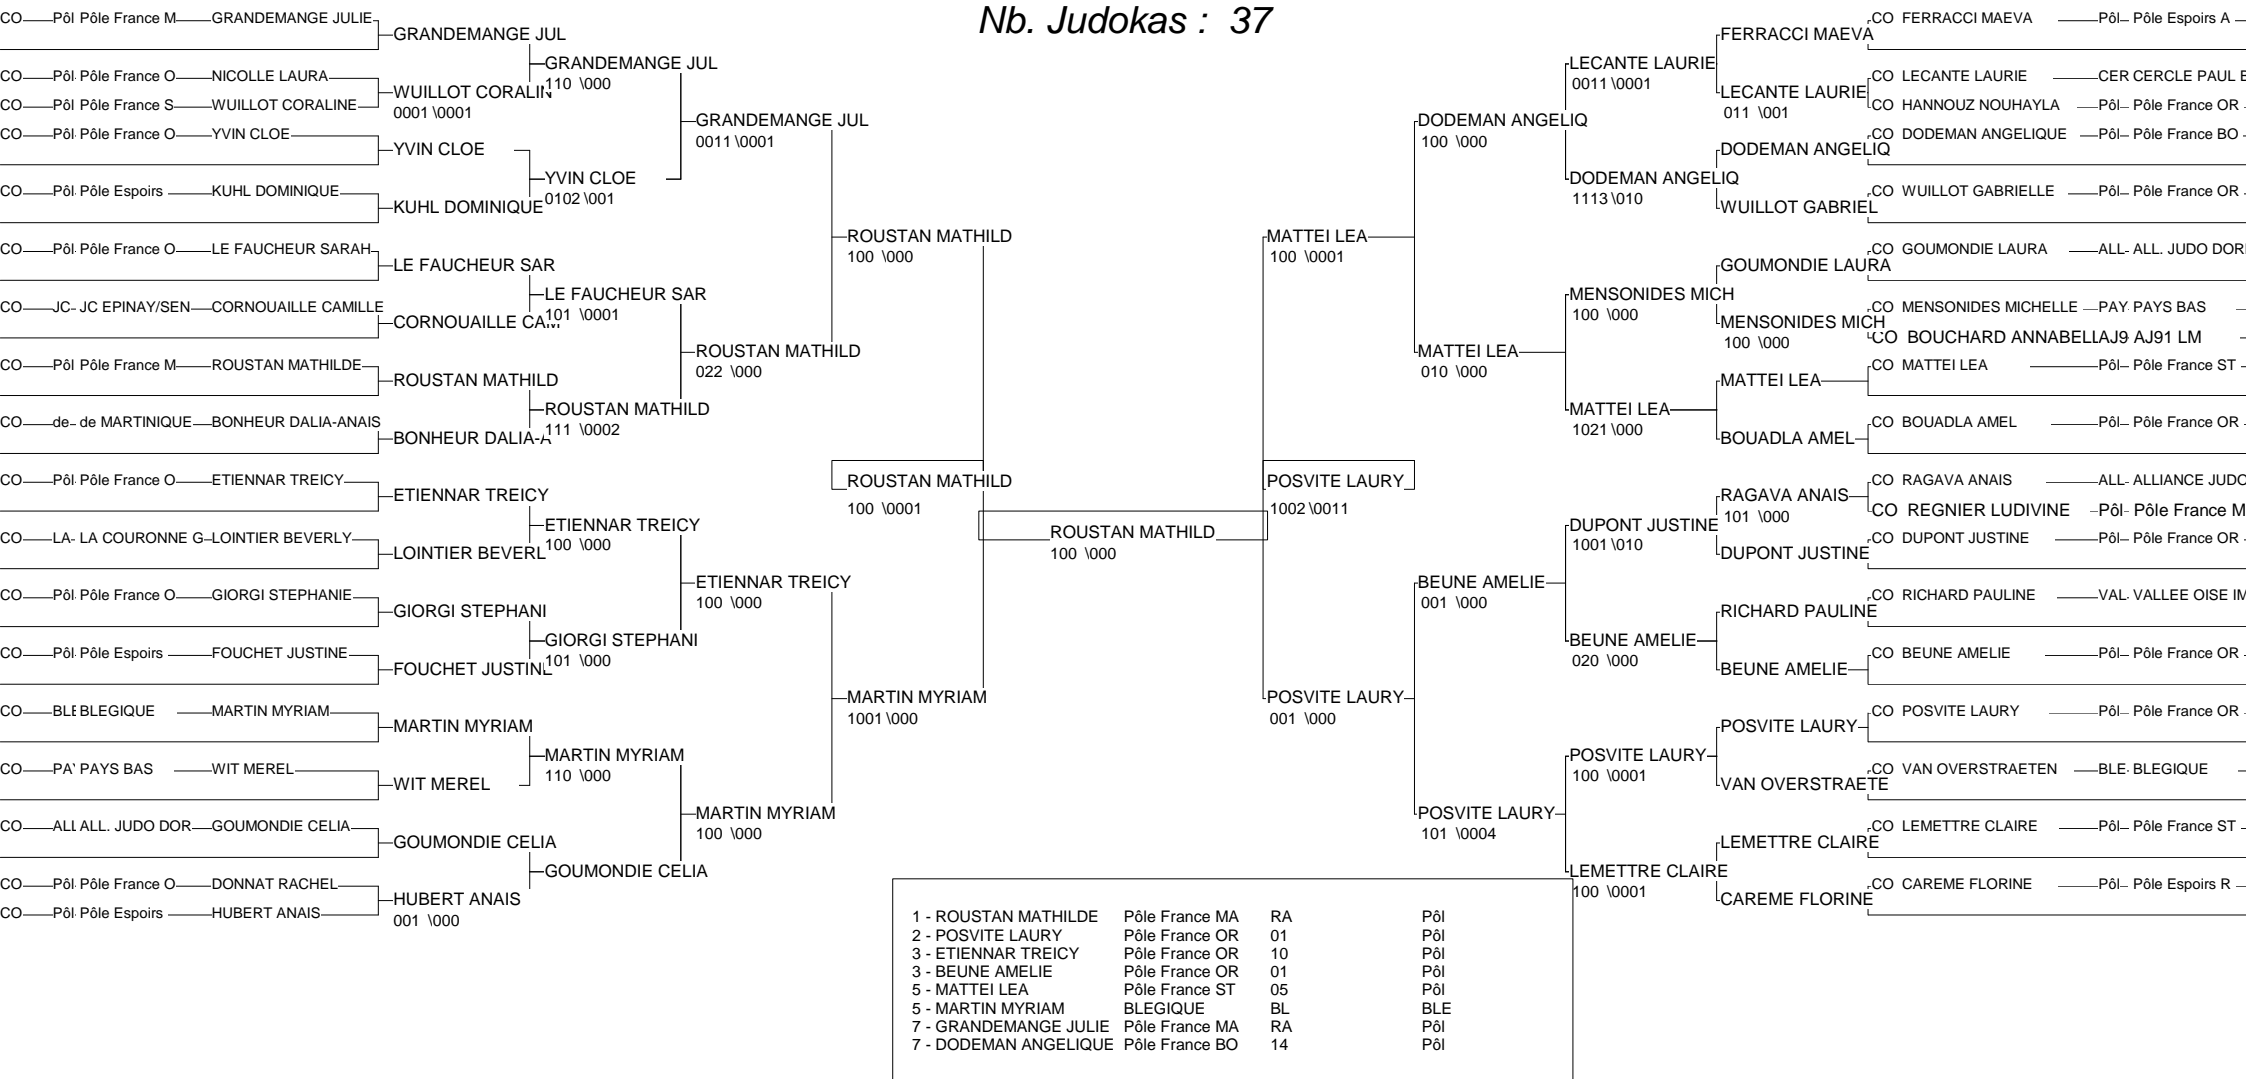 Nb. Judokas : 37
CO Pôl Pôle France M GRANDEMANGE JULIE
CO Pôl Pôle France O NICOLLE LAURA
CO Pôl Pôle France S WUILLOT CORALINE
CO Pôl Pôle France O YVIN CLOE
CO Pôl Pôle Espoirs KUHL DOMINIQUE
CO Pôl Pôle France O LE FAUCHEUR SARAH
CO JC JC EPINAY/SEN CORNOUAILLE CAMILLE
CO Pôl Pôle France M ROUSTAN MATHILDE
CO de de MARTINIQUE BONHEUR DALIA-ANAIS
CO Pôl Pôle France O ETIENNAR TREICY
CO LA LA COURONNE G LOINTIER BEVERLY
CO Pôl Pôle France O GIORGI STEPHANIE
CO Pôl Pôle Espoirs FOUCHET JUSTINE
CO BLE BLEGIQUE MARTIN MYRIAM
CO PAY PAYS BAS WIT MEREL
CO ALL ALL. JUDO DOR GOUMONDIE CELIA
CO Pôl Pôle France O DONNAT RACHEL
CO Pôl Pôle Espoirs HUBERT ANAIS
GRANDEMANGE JUL
WUILLOT CORALIN
0001 \0001
YVIN CLOE
KUHL DOMINIQUE
LE FAUCHEUR SAR
CORNOUAILLE CAM
ROUSTAN MATHILD
BONHEUR DALIA-A
ETIENNAR TREICY
LOINTIER BEVERL
GIORGI STEPHANI
FOUCHET JUSTINE
MARTIN MYRIAM
WIT MEREL
GOUMONDIE CELIA
HUBERT ANAIS
001 \000
GRANDEMANGE JUL
110 \000
YVIN CLOE
0102 \001
LE FAUCHEUR SAR
101 \0001
ROUSTAN MATHILD
111 \0002
ETIENNAR TREICY
100 \000
GIORGI STEPHANI
101 \000
MARTIN MYRIAM
110 \000
GOUMONDIE CELIA
GRANDEMANGE JUL
0011 \0001
ROUSTAN MATHILD
022 \000
ETIENNAR TREICY
100 \000
MARTIN MYRIAM
100 \000
ROUSTAN MATHILD
100 \000
ROUSTAN MATHILD
100 \0001
MARTIN MYRIAM
1001 \000
ROUSTAN MATHILD
100 \000
MATTEI LEA
100 \0001
POSVITE LAURY
1002 \0011
POSVITE LAURY
001 \000
DODEMAN ANGELIQ
100 \000
MATTEI LEA
010 \000
BEUNE AMELIE
001 \000
POSVITE LAURY
101 \0004
LECANTE LAURIE
0011 \0001
DODEMAN ANGELIQ
1113 \010
MENSONIDES MICH
100 \000
MATTEI LEA
1021 \000
DUPONT JUSTINE
1001 \010
BEUNE AMELIE
020 \000
POSVITE LAURY
100 \0001
LEMETTRE CLAIRE
100 \0001
FERRACCI MAEVA
LECANTE LAURIE
011 \001
DODEMAN ANGELIQ
WUILLOT GABRIEL
GOUMONDIE LAURA
MENSONIDES MICH
100 \000
MATTEI LEA
BOUADLA AMEL
RAGAVA ANAIS
101 \000
DUPONT JUSTINE
RICHARD PAULINE
BEUNE AMELIE
POSVITE LAURY
VAN OVERSTRAETE
LEMETTRE CLAIRE
CAREME FLORINE
CO FERRACCI MAEVA Pôl Pôle Espoirs A
CO LECANTE LAURIE CER CERCLE PAUL E
CO HANNOUZ NOUHAYLA Pôl Pôle France OR
CO DODEMAN ANGELIQUE Pôl Pôle France BO
CO WUILLOT GABRIELLE Pôl Pôle France OR
CO GOUMONDIE LAURA ALL ALL. JUDO DOR
CO MENSONIDES MICHELLE PAY PAYS BAS
CO BOUCHARD ANNABELL AJ9 AJ91 LM
CO MATTEI LEA Pôl Pôle France ST
CO BOUADLA AMEL Pôl Pôle France OR
CO RAGAVA ANAIS ALL ALLIANCE JUDO
CO REGNIER LUDIVINE Pôl Pôle France M
CO DUPONT JUSTINE Pôl Pôle France OR
CO RICHARD PAULINE VAL VALLEE OISE IM
CO BEUNE AMELIE Pôl Pôle France OR
CO POSVITE LAURY Pôl Pôle France OR
CO VAN OVERSTRAETEN BLE BLEGIQUE
CO LEMETTRE CLAIRE Pôl Pôle France ST
CO CAREME FLORINE Pôl Pôle Espoirs R
1 - ROUSTAN MATHILDE Pôle France MA RA Pôl
2 - POSVITE LAURY Pôle France OR 01 Pôl
3 - ETIENNAR TREICY Pôle France OR 10 Pôl
3 - BEUNE AMELIE Pôle France OR 01 Pôl
5 - MATTEI LEA Pôle France ST 05 Pôl
5 - MARTIN MYRIAM BLEGIQUE BL BLE
7 - GRANDEMANGE JULIE Pôle France MA RA Pôl
7 - DODEMAN ANGELIQUE Pôle France BO 14 Pôl